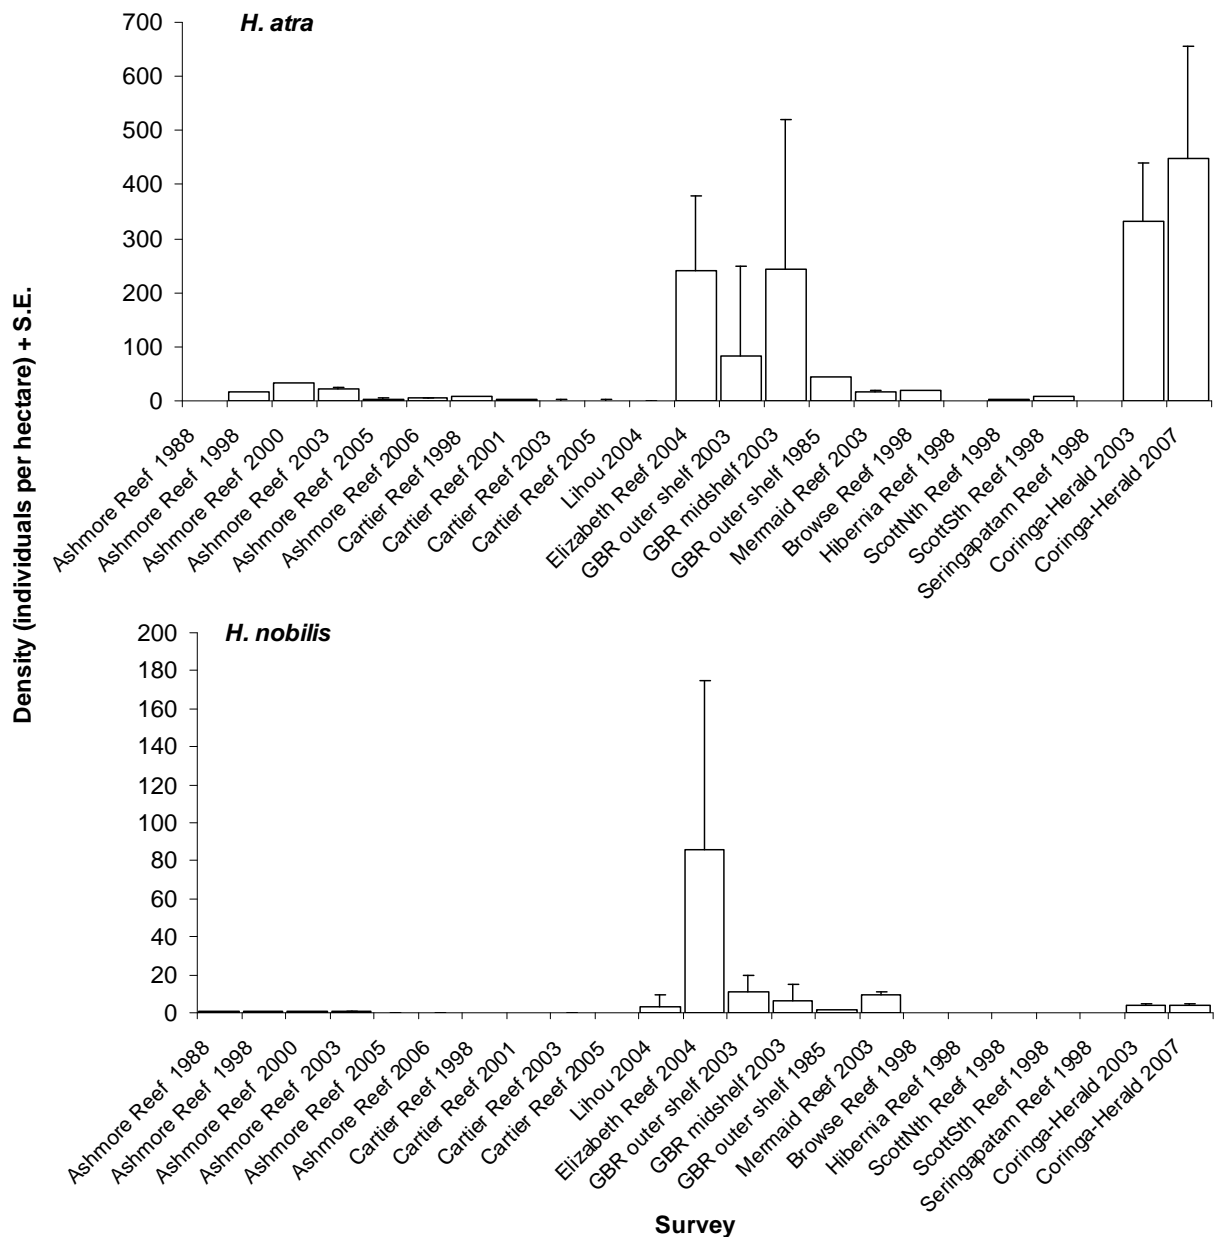 H. atra
700
600
500
400
300
200
100
0
Ashmore Reef 1988
Ashmore Reef 1998
Ashmore Reef 2000
Ashmore Reef 2003
Ashmore Reef 2005
Ashmore Reef 2006
Cartier Reef 1998
Cartier Reef 2001
Cartier Reef 2003
Cartier Reef 2005
Lihou 2004
Elizabeth Reef 2004
GBR outer shelf 2003
GBR midshelf 2003
GBR outer shelf 1985
Mermaid Reef 2003
Browse Reef 1998
Hibernia Reef 1998
ScottNth Reef 1998
ScottSth Reef 1998
Seringapatam Reef 1998
Coringa-Herald 2003
Coringa-Herald 2007
Density (individuals per hectare) + S.E.
H. nobilis
200
180
160
140
120
100
80
60
40
20
0
Ashmore Reef 1988
Ashmore Reef 1998
Ashmore Reef 2000
Ashmore Reef 2003
Ashmore Reef 2005
Ashmore Reef 2006
Cartier Reef 1998
Cartier Reef 2001
Cartier Reef 2003
Cartier Reef 2005
Lihou 2004
Elizabeth Reef 2004
GBR outer shelf 2003
GBR midshelf 2003
GBR outer shelf 1985
Mermaid Reef 2003
Browse Reef 1998
Hibernia Reef 1998
ScottNth Reef 1998
ScottSth Reef 1998
Seringapatam Reef 1998
Coringa-Herald 2003
Coringa-Herald 2007
Survey